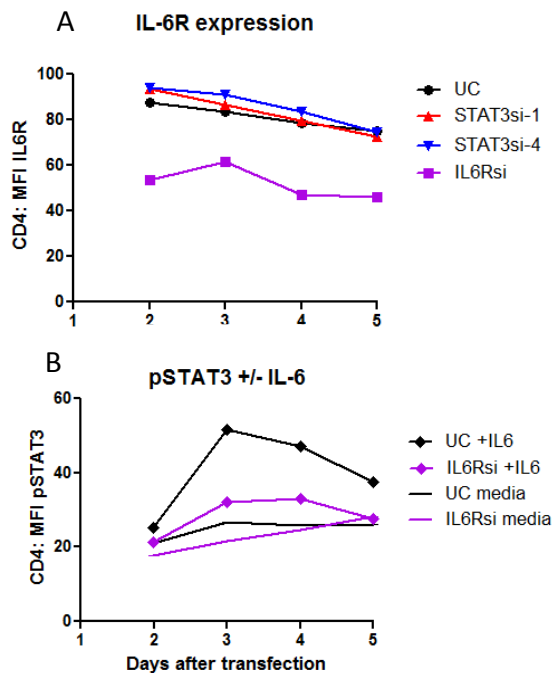 A
IL-6R expression
CD4: MFI IL6R
100
80
60
40
20
0
1 2 3 4 5
UC
STAT3si-1
STAT3si-4
IL6Rsi
B
pSTAT3 +/- IL-6
CD4: MFI pSTAT3
60
40
20
0
1 2 3 4 5
Days after transfection
UC +IL6
IL6Rsi +IL6
UC media
IL6Rsi media